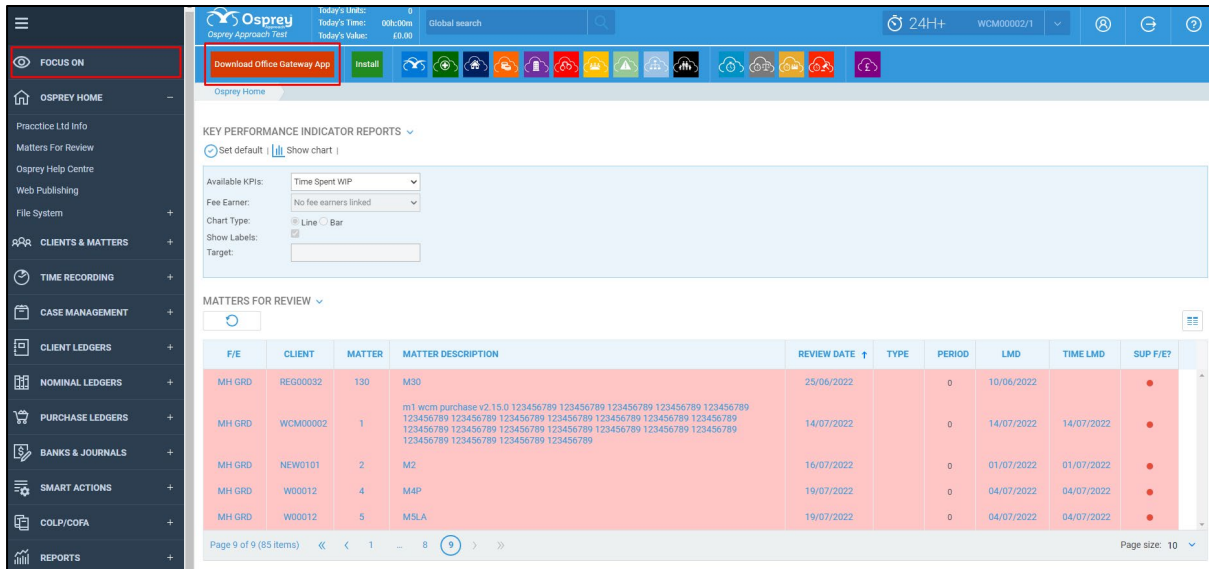 Osprey
Approach
Osprey Approach Test
Today's Units: 0
Today's Time: 00h:00m
Today's Value: £0.00
Global search
24H+
WCM00002/1
FOCUS ON
OSPREY HOME −
Pracctice Ltd Info
Matters For Review
Osprey Help Centre
Web Publishing
File System +
CLIENTS & MATTERS +
TIME RECORDING +
CASE MANAGEMENT +
CLIENT LEDGERS +
NOMINAL LEDGERS +
PURCHASE LEDGERS +
BANKS & JOURNALS +
SMART ACTIONS +
COLP/COFA +
REPORTS +
Download Office Gateway App
Install
Osprey Home
KEY PERFORMANCE INDICATOR REPORTS
Set default | Show chart |
Available KPIs: Time Spent WIP
Fee Earner: No fee earners linked
Chart Type: Line Bar
Show Labels:
Target:
MATTERS FOR REVIEW
F/E CLIENT MATTER MATTER DESCRIPTION REVIEW DATE ↑ TYPE PERIOD LMD TIME LMD SUP F/E?
MH GRD REG00032 130 M30 25/06/2022 0 10/06/2022
m1 wcm purchase v2.15.0 123456789 123456789 123456789 123456789 123456789
123456789 123456789 123456789 123456789 123456789 123456789 123456789
MH GRD WCM00002 1 14/07/2022 0 14/07/2022 14/07/2022
123456789 123456789 123456789 123456789 123456789 123456789 123456789
123456789 123456789 123456789 123456789
MH GRD NEW0101 2 M2 16/07/2022 0 01/07/2022 01/07/2022
MH GRD W00012 4 M4P 19/07/2022 0 04/07/2022 04/07/2022
MH GRD W00012 5 M5LA 19/07/2022 0 04/07/2022 04/07/2022
Page 9 of 9 (85 items) 1 ... 8 9
Page size: 10